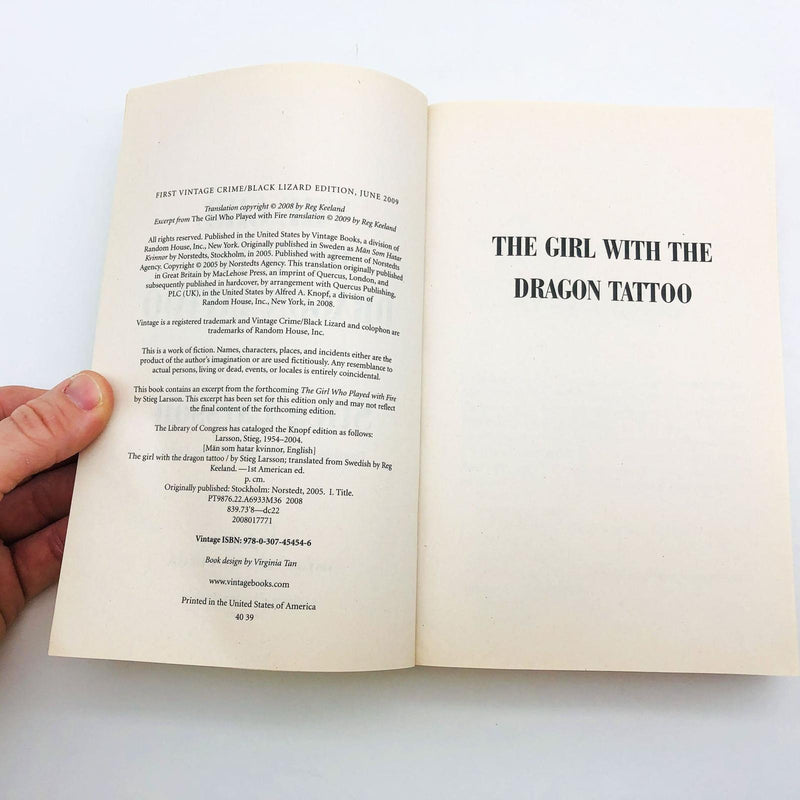 FIRST VINTAGE CRIME/BLACK LIZARD EDITION, JUNE 2009
Translation copyright © 2008 by Reg Keeland
Excerpt from The Girl Who Played with Fire translation © 2009 by Reg Keeland
All rights reserved. Published in the United States by Vintage Books, a division of
Random House, Inc., New York. Originally published in Sweden as Män Som Hatar
Kvinnor by Norstedts, Stockholm, in 2005. Published with agreement of Norstedts
Agency. Copyright © 2005 by Norstedts Agency. This translation originally published
in Great Britain by MacLehose Press, an imprint of Quercus, London, and
subsequently published in hardcover, by arrangement with Quercus Publishing,
PLC (UK), in the United States by Alfred A. Knopf, a division of
Random House, Inc., New York, in 2008.
Vintage is a registered trademark and Vintage Crime/Black Lizard and colophon are
trademarks of Random House, Inc.
This is a work of fiction. Names, characters, places, and incidents either are the
product of the author's imagination or are used fictitiously. Any resemblance to
actual persons, living or dead, events, or locales is entirely coincidental.
This book contains an excerpt from the forthcoming The Girl Who Played with Fire
by Stieg Larsson. This excerpt has been set for this edition only and may not reflect
the final content of the forthcoming edition.
The Library of Congress has cataloged the Knopf edition as follows:
Larsson, Stieg, 1954–2004.
[Män som hatar kvinnor, English]
The girl with the dragon tattoo / by Stieg Larsson; translated from Swedish by Reg
Keeland. —1st American ed.
p. cm.
Originally published: Stockholm: Norstedt, 2005. I. Title.
PT9876.22.A6933M36 2008
839.73'8—dc22
2008017771
Vintage ISBN: 978-0-307-45454-6
Book design by Virginia Tan
www.vintagebooks.com
Printed in the United States of America
40 39
THE GIRL WITH THE
DRAGON TATTOO